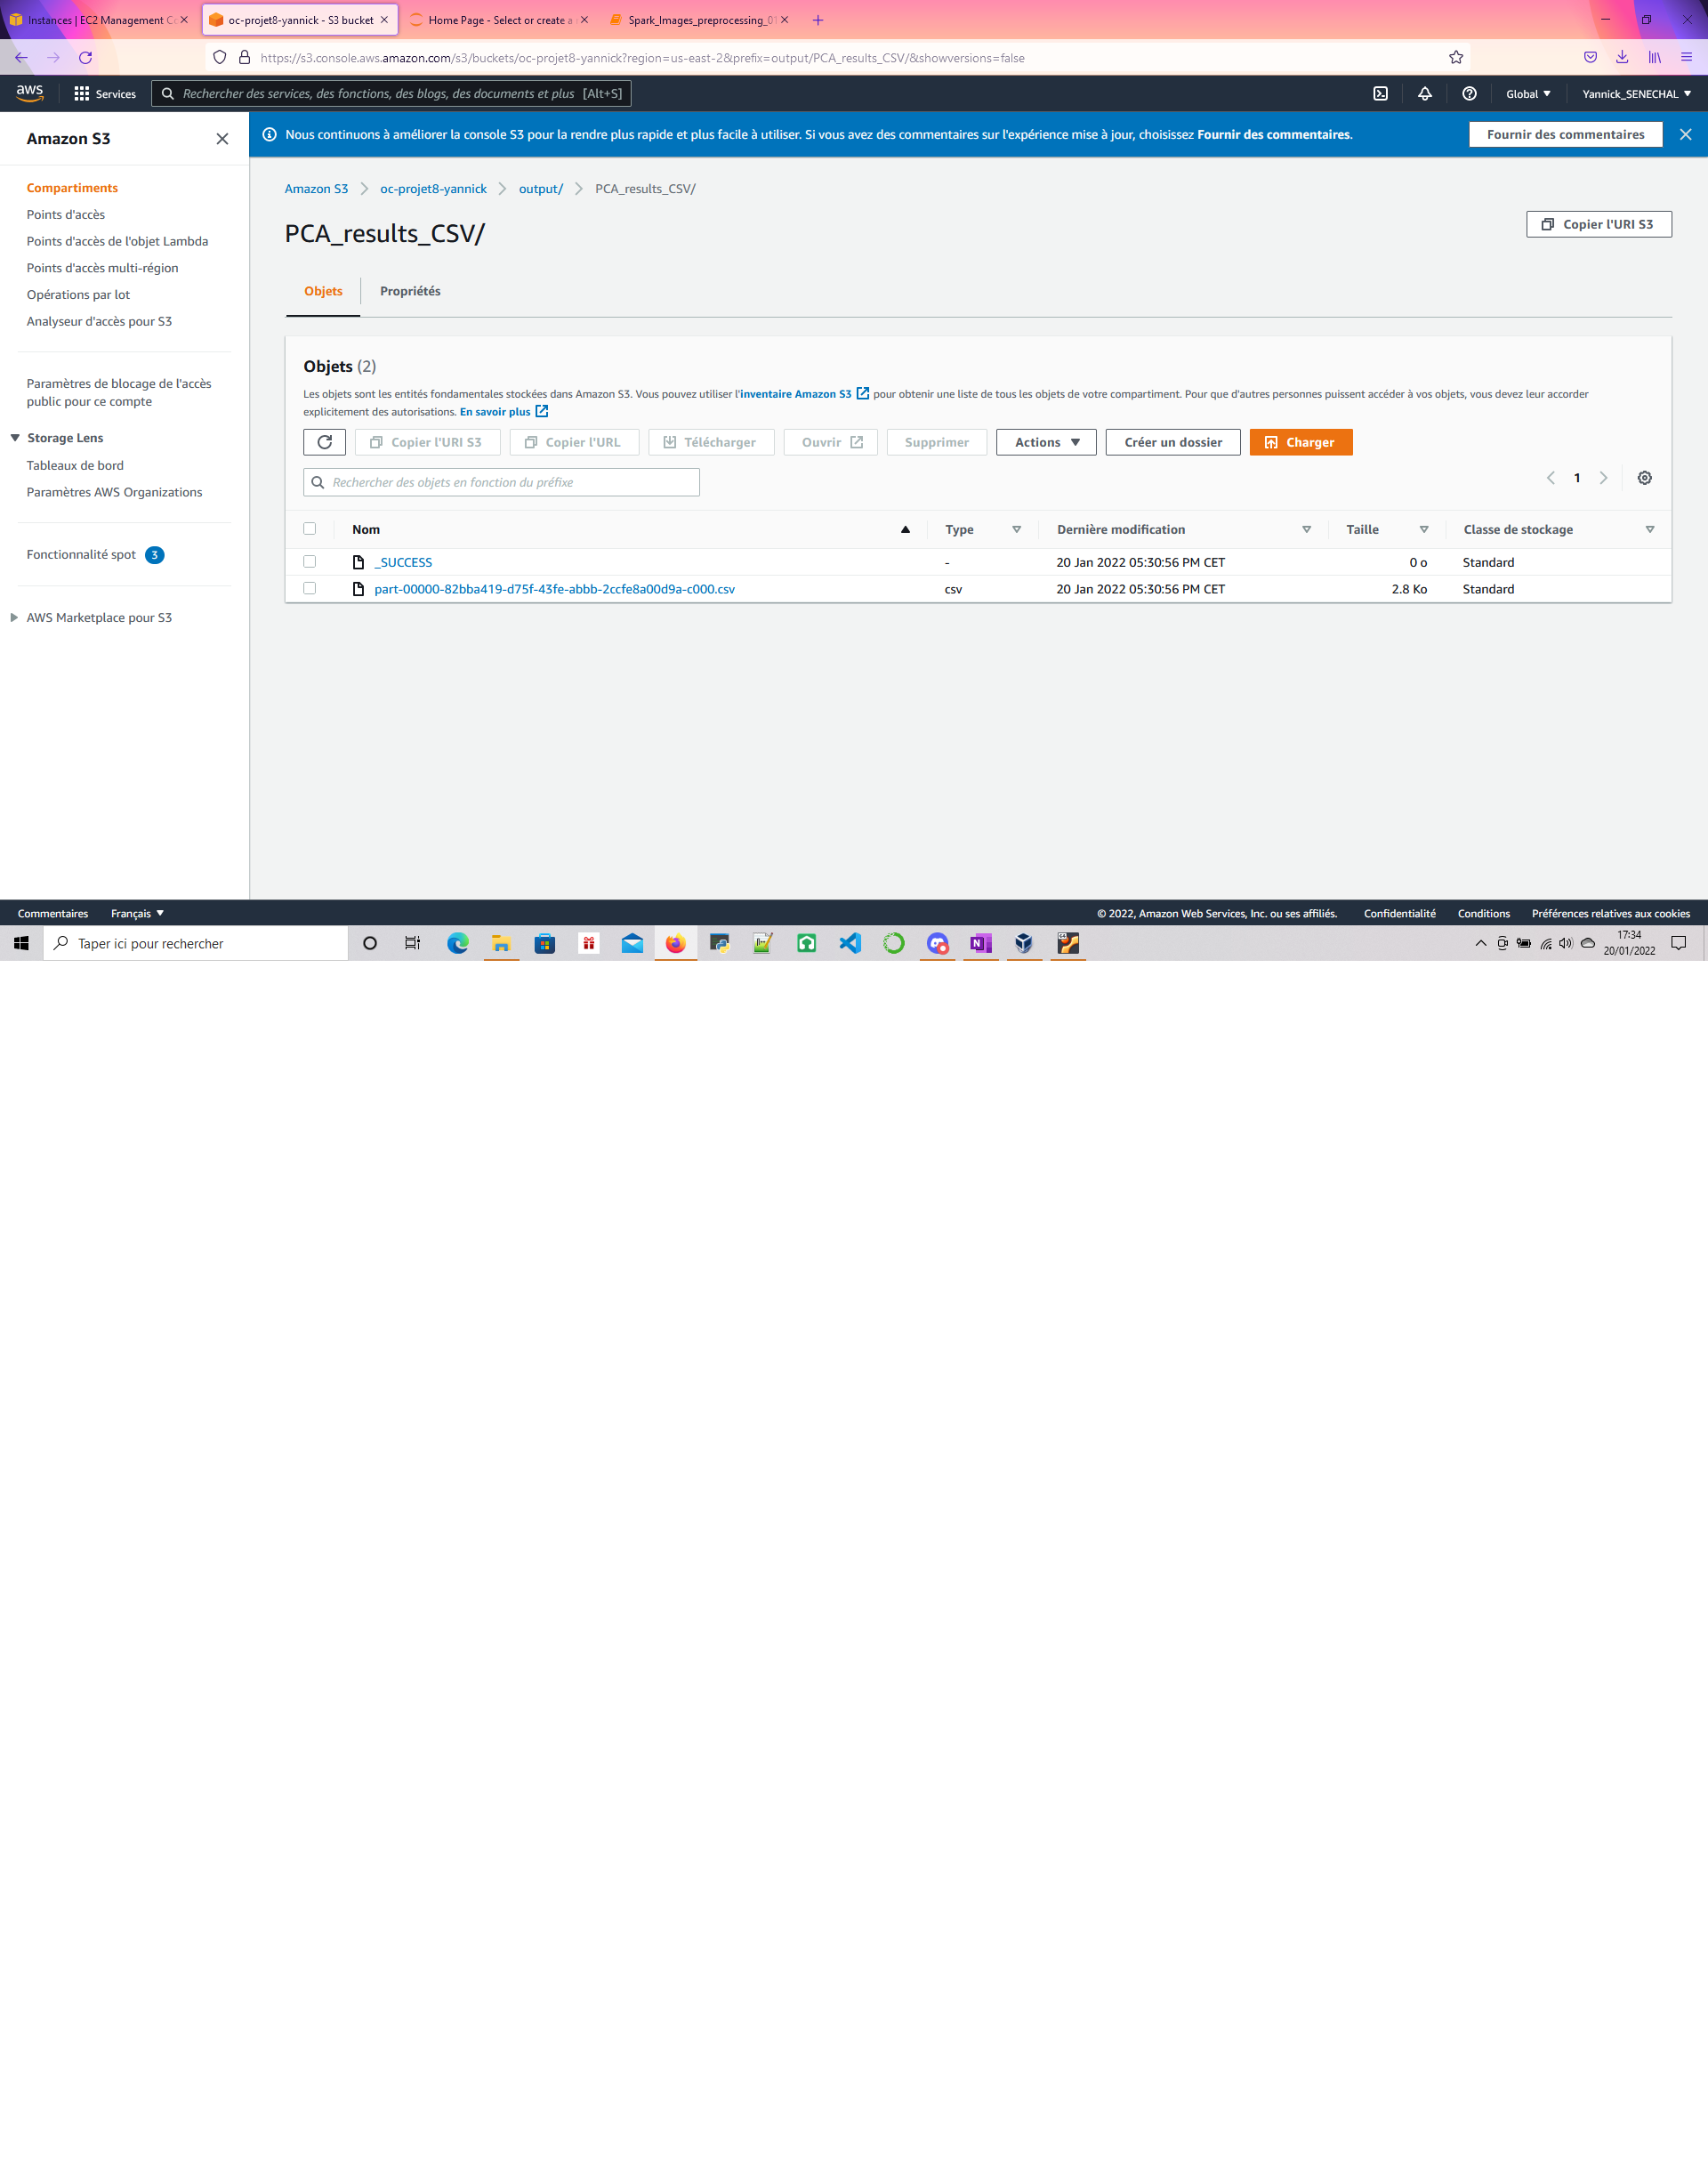 Instances | EC2 Management C
oc-projet8-yannick - S3 bucket
Home Page - Select or create a
Spark_Images_preprocessing_01
https://s3.console.aws.amazon.com/s3/buckets/oc-projet8-yannick?region=us-east-2&prefix=output/PCA_results_CSV/&showversions=false
aws
Services
Rechercher des services, des fonctions, des blogs, des documents et plus [Alt+S]
Global
Yannick_SENECHAL
Amazon S3
Nous continuons à améliorer la console S3 pour la rendre plus rapide et plus facile à utiliser. Si vous avez des commentaires sur l'expérience mise à jour, choisissez Fournir des commentaires.
Fournir des commentaires
Compartiments
Points d'accès
Points d'accès de l'objet Lambda
Points d'accès multi-région
Opérations par lot
Analyseur d'accès pour S3
Paramètres de blocage de l'accès
public pour ce compte
Storage Lens
Tableaux de bord
Paramètres AWS Organizations
Fonctionnalité spot 3
AWS Marketplace pour S3
Amazon S3
oc-projet8-yannick
output/
PCA_results_CSV/
PCA_results_CSV/
Copier l'URI S3
Objets
Propriétés
Objets (2)
Les objets sont les entités fondamentales stockées dans Amazon S3. Vous pouvez utiliser l'inventaire Amazon S3 pour obtenir une liste de tous les objets de votre compartiment. Pour que d'autres personnes puissent accéder à vos objets, vous devez leur accorder
explicitement des autorisations. En savoir plus
Copier l'URI S3
Copier l'URL
Télécharger
Ouvrir
Supprimer
Actions
Créer un dossier
Charger
Rechercher des objets en fonction du préfixe
1
Nom
Type
Dernière modification
Taille
Classe de stockage
_SUCCESS - 20 Jan 2022 05:30:56 PM CET 0 o Standard
part-00000-82bba419-d75f-43fe-abbb-2ccfe8a00d9a-c000.csv csv 20 Jan 2022 05:30:56 PM CET 2.8 Ko Standard
Commentaires
Français
© 2022, Amazon Web Services, Inc. ou ses affiliés.
Confidentialité
Conditions
Préférences relatives aux cookies
Taper ici pour rechercher
17:34
20/01/2022